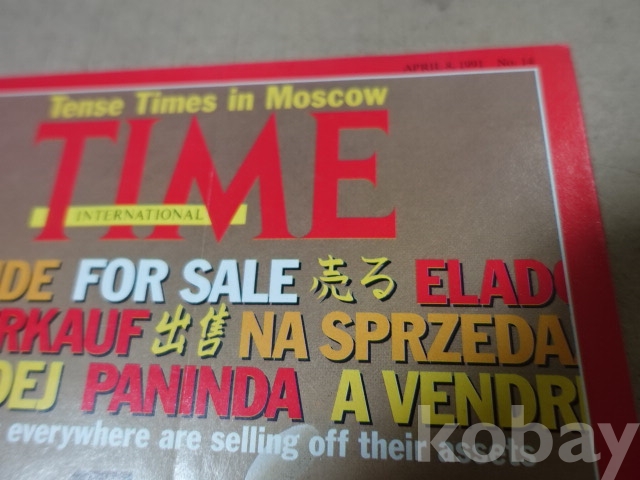 APRIL 8, 1991 No. 14
Tense Times in Moscow
TIME
INTERNATIONAL
DE FOR SALE 売る ELADO
RKAUF 出售 NA SPRZEDA
DEJ PANINDA A VENDR
everywhere are selling off their assets
kobay